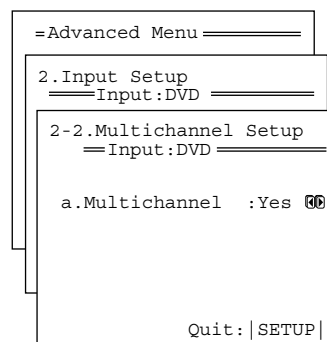 Advanced Menu
2.Input Setup
Input:DVD
2-2.Multichannel Setup
Input:DVD
a.Multichannel :Yes
Quit:|SETUP|